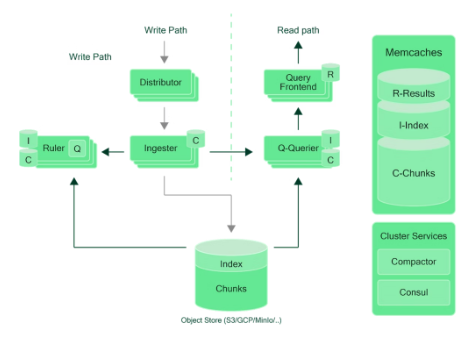 Write Path
Read path
Write Path
Memcaches
Distributor
Query
Frontend
R
R-Results
I-Index
I
C
Ruler
Q
Ingester
C
Q-Querier
I
C
C-Chunks
Cluster Services
Index
Compactor
Chunks
Consul
Object Store (S3/GCP/MinIo/..)